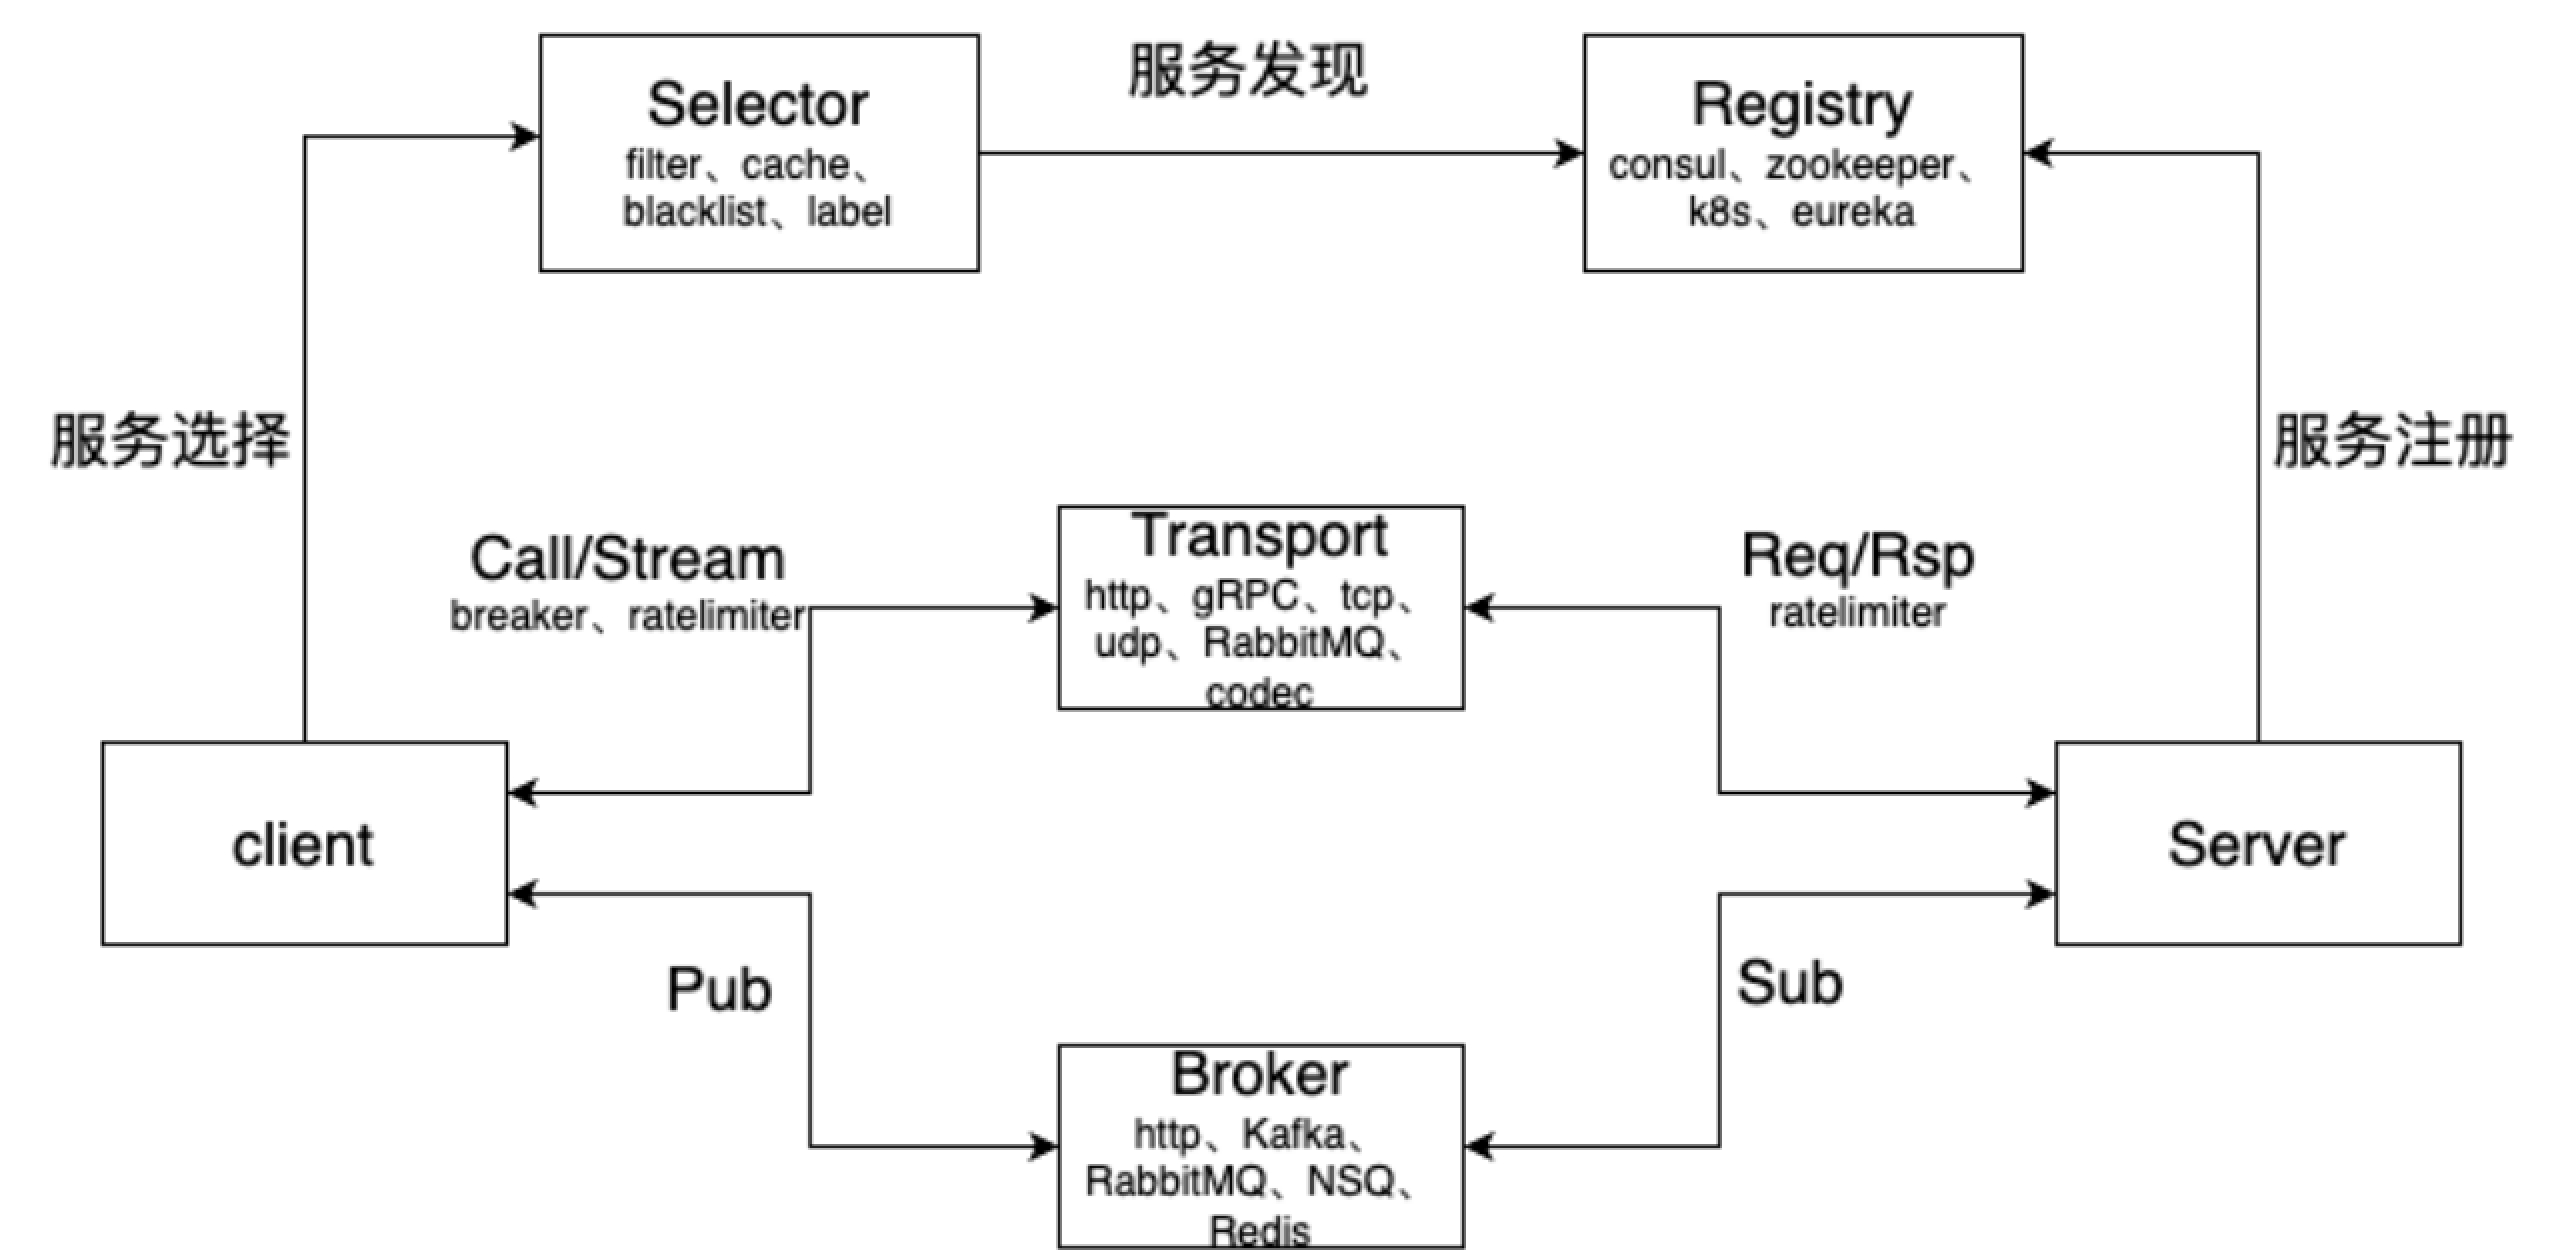 服务发现
Selector
filter、cache、
blacklist、label
Registry
consul、zookeeper、
k8s、eureka
服务选择
服务注册
Call/Stream
breaker、ratelimiter
Transport
http、gRPC、tcp、
udp、RabbitMQ、
codec
Req/Rsp
ratelimiter
client
Server
Pub
Sub
Broker
http、Kafka、
RabbitMQ、NSQ、
Redis